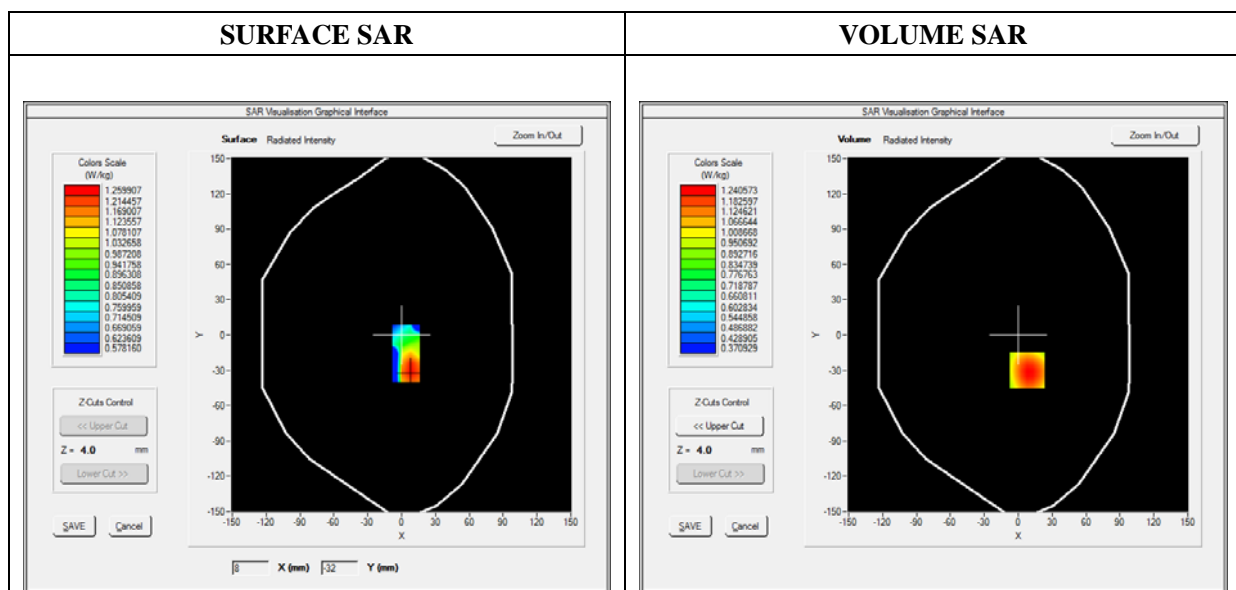 SURFACE SAR
VOLUME SAR
SAR Visualisation Graphical Interface
Surface Radiated Intensity
Zoom In/Out
Colors Scale
(W/kg)
1.259907
1.214457
1.169007
1.123557
1.078107
1.032658
0.987208
0.941758
0.896308
0.850858
0.805409
0.759959
0.714509
0.669059
0.623609
0.578160
Z-Cuts Control
<< Upper Cut
Z = 4.0 mm
Lower Cut >>
SAVE Cancel
150
120
90
60
30
0
-30
-60
-90
-120
-150
Y
-150 -120 -90 -60 -30 0 30 60 90 120 150
X
8 X (mm) -32 Y (mm)
SAR Visualisation Graphical Interface
Volume Radiated Intensity
Zoom In/Out
Colors Scale
(W/kg)
1.240573
1.182597
1.124621
1.066644
1.008668
0.950692
0.892716
0.834739
0.776763
0.718787
0.660811
0.602834
0.544858
0.486882
0.428905
0.370929
Z-Cuts Control
<< Upper Cut
Z = 4.0 mm
Lower Cut >>
SAVE Cancel
150
120
90
60
30
0
-30
-60
-90
-120
-150
Y
-150 -120 -90 -60 -30 0 30 60 90 120 150
X